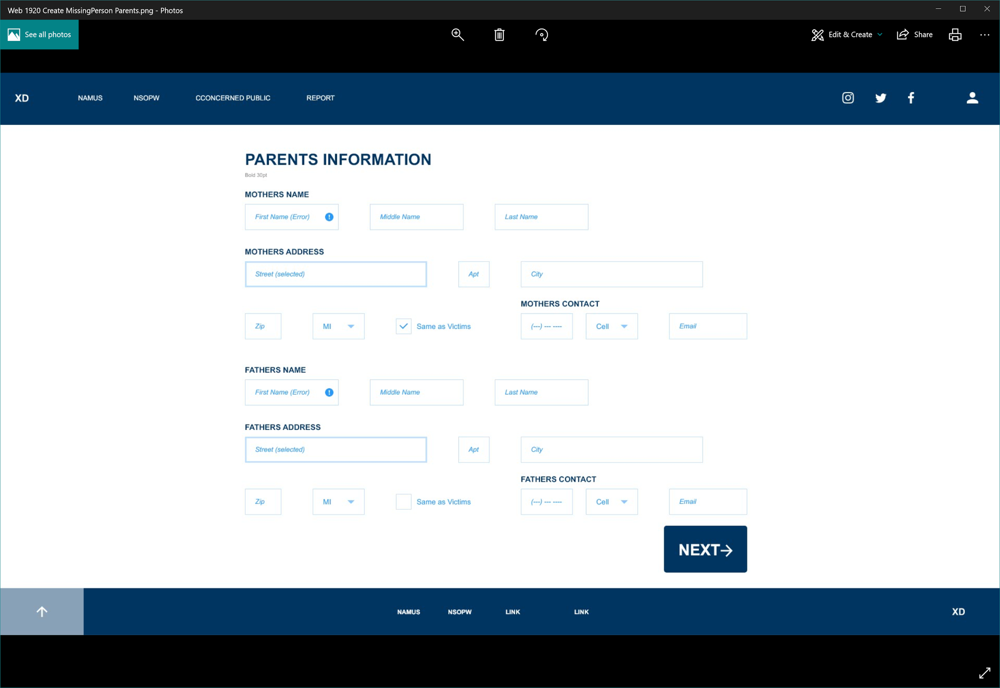 Web 1920 Create MissingPerson Parents.png - Photos
See all photos
Edit & Create
Share
XD NAMUS NSOPW CCONCERNED PUBLIC REPORT
PARENTS INFORMATION
Bold 30pt
MOTHERS NAME
First Name (Error) Middle Name Last Name
MOTHERS ADDRESS
Street (selected) Apt City
MOTHERS CONTACT
Zip MI Same as Victims (---) --- ---- Cell Email
FATHERS NAME
First Name (Error) Middle Name Last Name
FATHERS ADDRESS
Street (selected) Apt City
FATHERS CONTACT
Zip MI Same as Victims (---) --- ---- Cell Email
NEXT→
NAMUS NSOPW LINK LINK XD